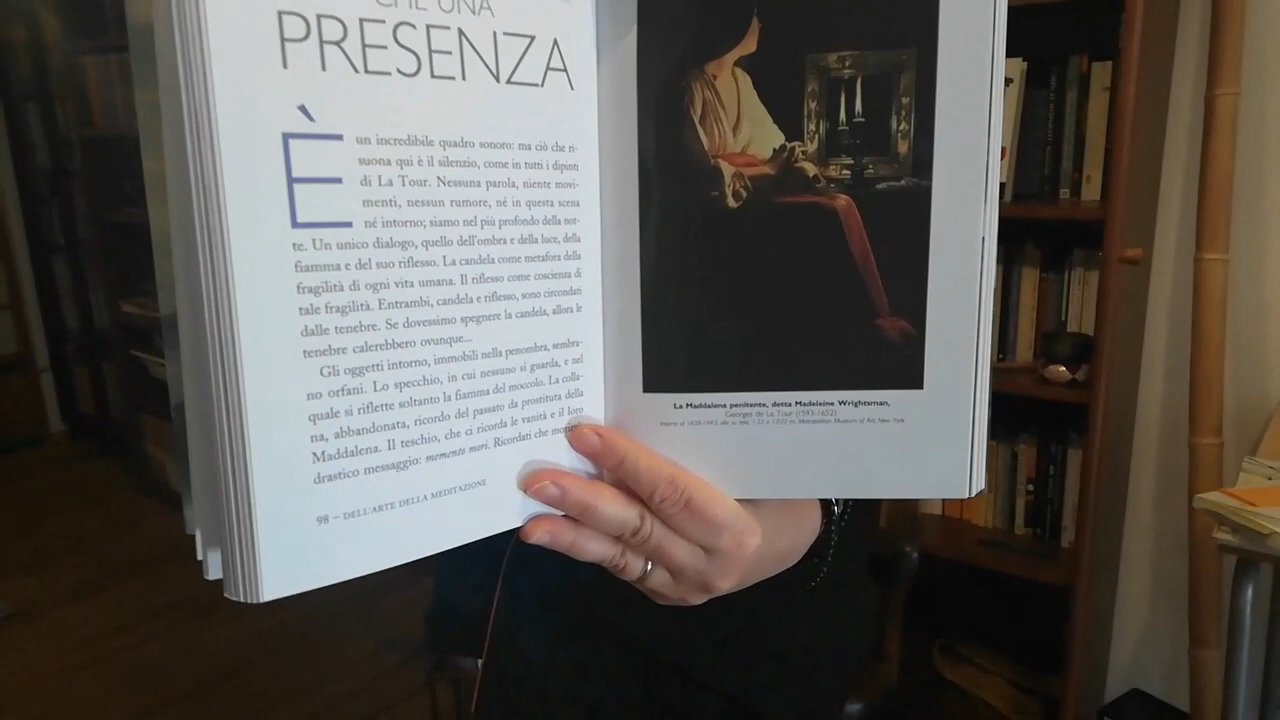 CHE UNA
PRESENZA
È un incredibile quadro sonoro: ma ciò che ri-
suona qui è il silenzio, come in tutti i dipinti
di La Tour. Nessuna parola, niente movi-
menti, nessun rumore, né in questa scena
né intorno; siamo nel più profondo della not-
te. Un unico dialogo, quello dell'ombra e della luce, della
fiamma e del suo riflesso. La candela come metafora della
fragilità di ogni vita umana. Il riflesso come coscienza di
tale fragilità. Entrambi, candela e riflesso, sono circondati
dalle tenebre. Se dovessimo spegnere la candela, allora le
tenebre calerebbero ovunque...
Gli oggetti intorno, immobili nella penombra, sembra-
no orfani. Lo specchio, in cui nessuno si guarda, e nel
quale si riflette soltanto la fiamma del moccolo. La colla-
na, abbandonata, ricordo del passato da prostituta della
Maddalena. Il teschio, che ci ricorda le vanità e il loro
drastico messaggio: memento mori. Ricordati che
98 – DELL'ARTE DELLA MEDITAZIONE
La Maddalena penitente, detta Madeleine Wrightsman,
Georges de La Tour (1593-1652)
Metropolitan Museum of Art, New York